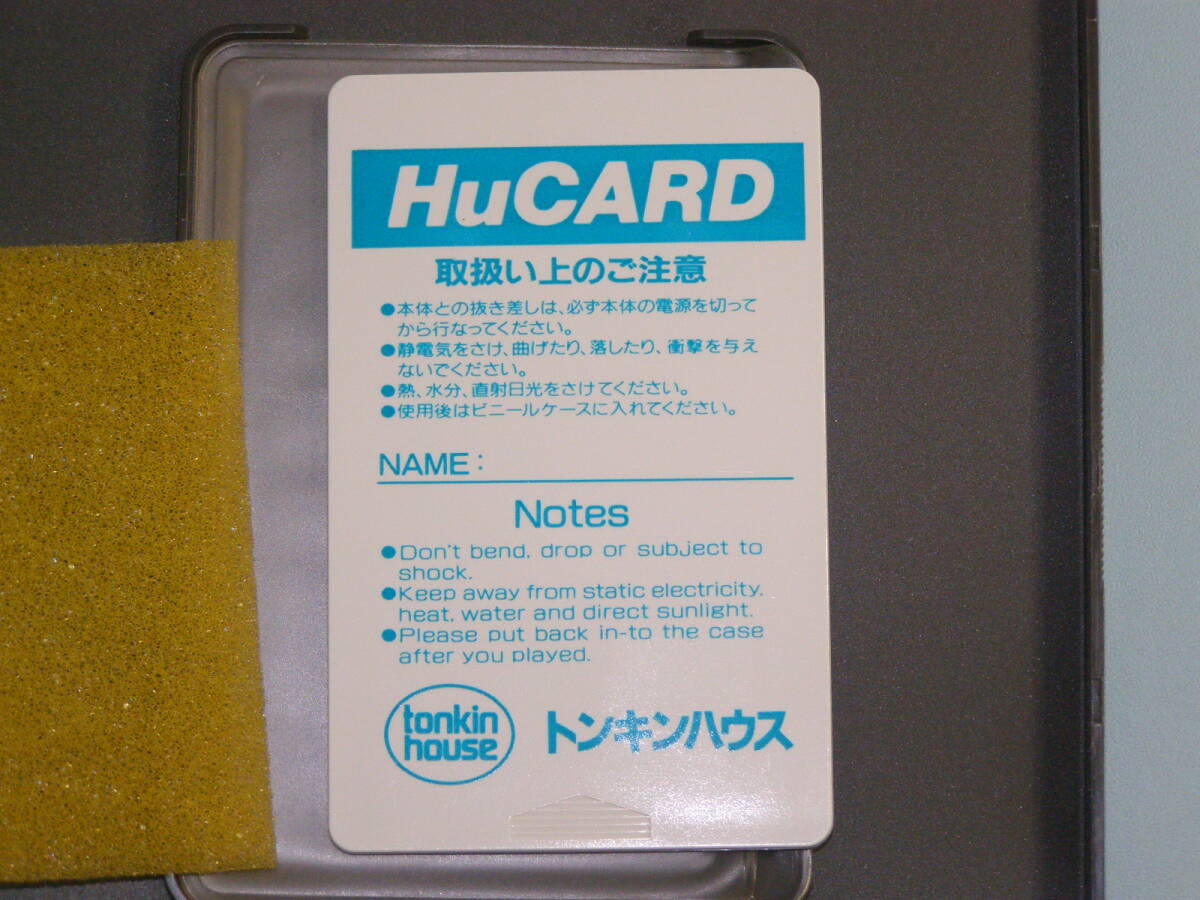 HuCARD
取扱い上のご注意
●本体との抜き差しは、必ず本体の電源を切って
から行なってください。
●静電気をさけ、曲げたり、落したり、衝撃を与え
ないでください。
●熱、水分、直射日光をさけてください。
●使用後はビニールケースに入れてください。
NAME:
Notes
●Don't bend, drop or subject to
shock.
●Keep away from static electricity,
heat, water and direct sunlight.
●Please put back in-to the case
after you played.
tonkin
house
トンキンハウス